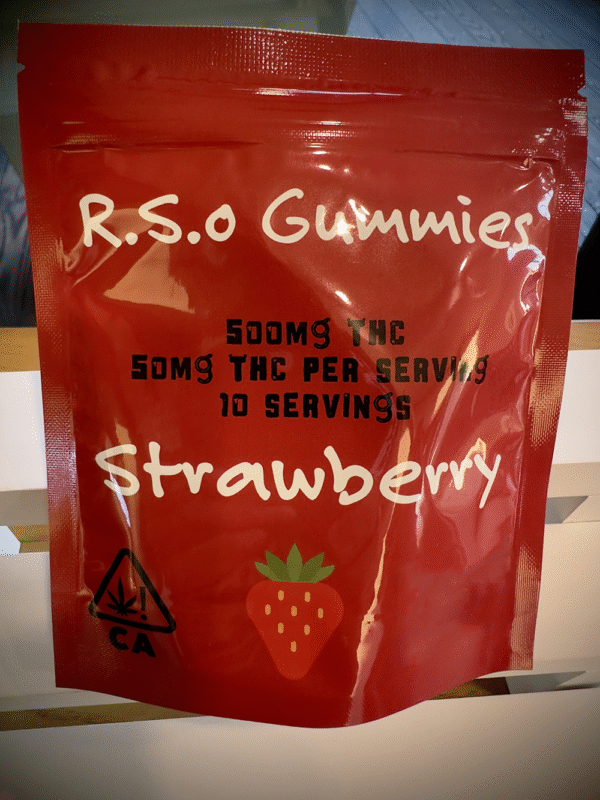 R.S.o Gummies
500mg THC
50mg THC PER SERVING
10 SERVINGS
Strawberry
CA